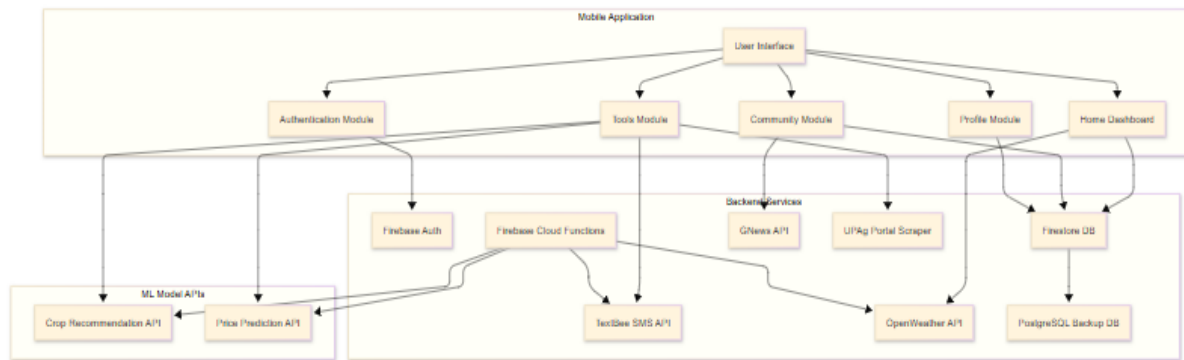 Mobile Application
User Interface
Authentication Module
Tools Module
Community Module
Profile Module
Home Dashboard
Backend Services
Firebase Auth
Firebase Cloud Functions
GNews API
UPAg Portal Scraper
Firestore DB
ML Model APIs
Crop Recommendation API
Price Prediction API
TextBee SMS API
OpenWeather API
PostgreSQL Backup DB